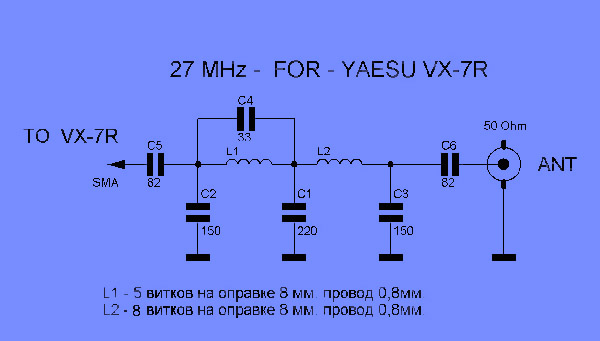 27 MHz - FOR - YAESU VX-7R
C4
33
50 Ohm
TO VX-7R
C5
L1
L2
C6
ANT
SMA
82
82
C2
C1
C3
150
220
150
L1 - 5 витков на оправке 8 мм. провод 0,8мм
L2 - 8 витков на оправке 8 мм. провод 0,8мм